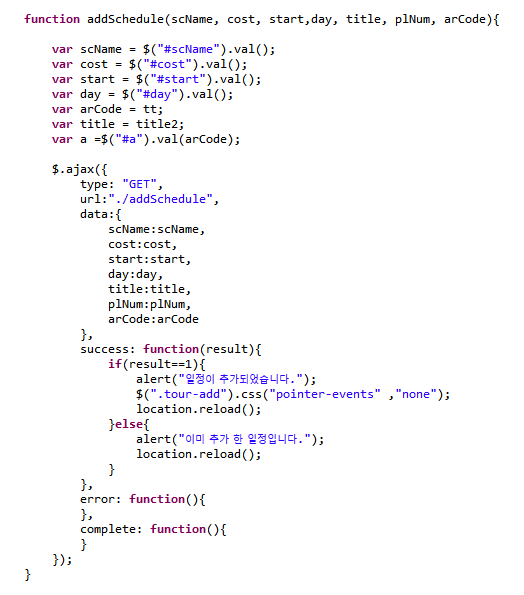 function addSchedule(scName, cost, start,day, title, plNum, arCode){
var scName = $("#scName").val();
var cost = $("#cost").val();
var start = $("#start").val();
var day = $("#day").val();
var arCode = tt;
var title = title2;
var a =$("#a").val(arCode);
$.ajax({
type: "GET",
url:"./addSchedule",
data:{
scName:scName,
cost:cost,
start:start,
day:day,
title:title,
plNum:plNum,
arCode:arCode
},
success: function(result){
if(result==1){
alert("일정이 추가되었습니다.");
$(".tour-add").css("pointer-events" ,"none");
location.reload();
}else{
alert("이미 추가 한 일정입니다.");
location.reload();
}
},
error: function(){
},
complete: function(){
}
});
}